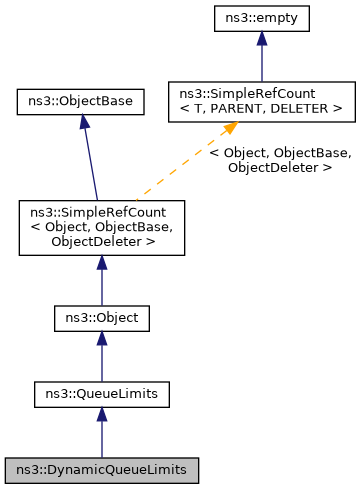 ns3::empty
ns3::ObjectBase
ns3::SimpleRefCount
< T, PARENT, DELETER >
< Object, ObjectBase,
ObjectDeleter >
ns3::SimpleRefCount
< Object, ObjectBase,
ObjectDeleter >
ns3::Object
ns3::QueueLimits
ns3::DynamicQueueLimits